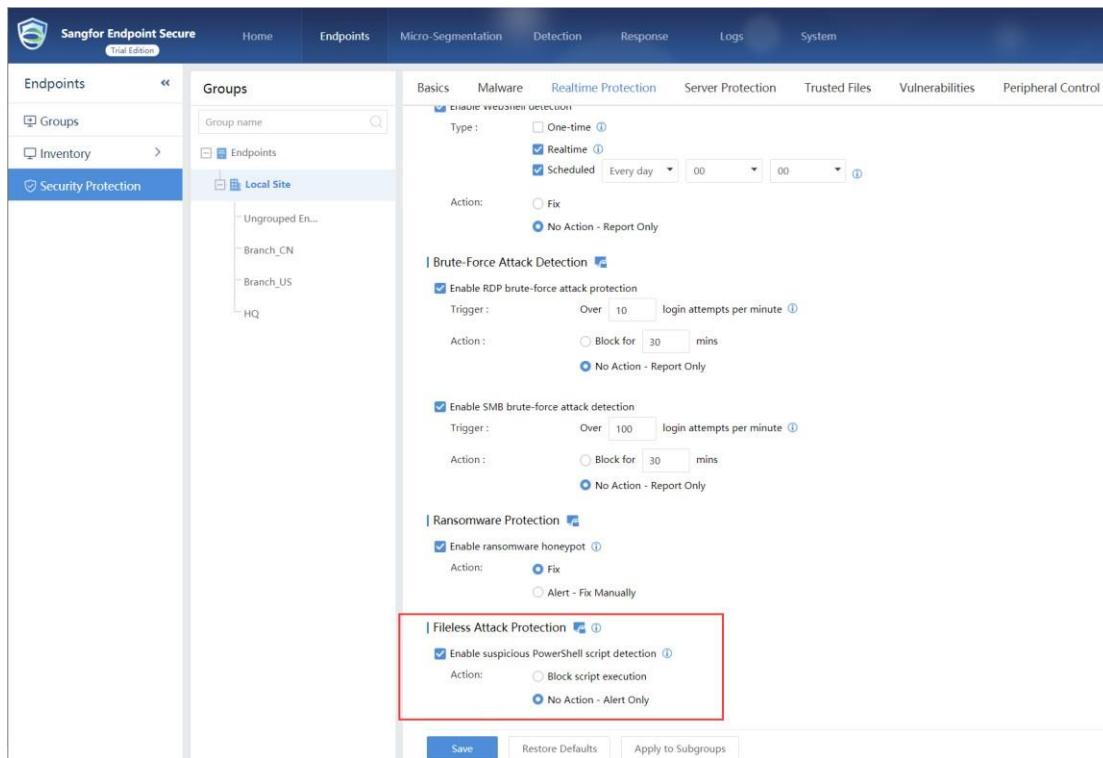 Sangfor Endpoint Secure
Trial Edition
Home Endpoints Micro-Segmentation Detection Response Logs System
Endpoints «
Groups
Inventory >
Security Protection
Groups
Group name
Endpoints
Local Site
Ungrouped En...
Branch_CN
Branch_US
HQ
Basics Malware Realtime Protection Server Protection Trusted Files Vulnerabilities Peripheral Control
Enable WebShell detection
Type : One-time
Realtime
Scheduled Every day 00 00
Action: Fix
No Action - Report Only
Brute-Force Attack Detection
Enable RDP brute-force attack protection
Trigger : Over 10 login attempts per minute
Action : Block for 30 mins
No Action - Report Only
Enable SMB brute-force attack detection
Trigger : Over 100 login attempts per minute
Action : Block for 30 mins
No Action - Report Only
Ransomware Protection
Enable ransomware honeypot
Action: Fix
Alert - Fix Manually
Fileless Attack Protection
Enable suspicious PowerShell script detection
Action: Block script execution
No Action - Alert Only
Save Restore Defaults Apply to Subgroups